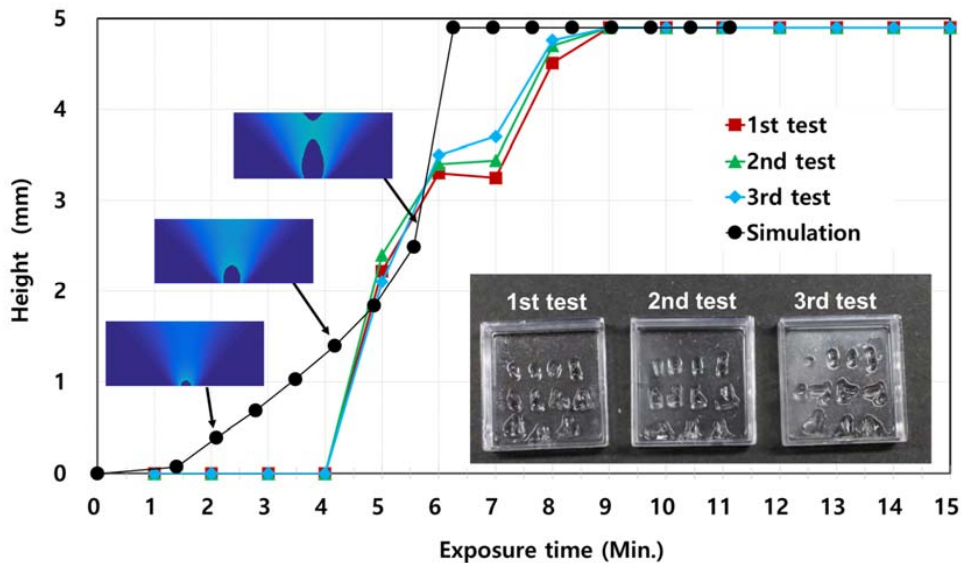 5
4
3
2
1
0
Height (mm)
1st test
2nd test
3rd test
Simulation
1st test 2nd test 3rd test
0 1 2 3 4 5 6 7 8 9 10 11 12 13 14 15
Exposure time (Min.)